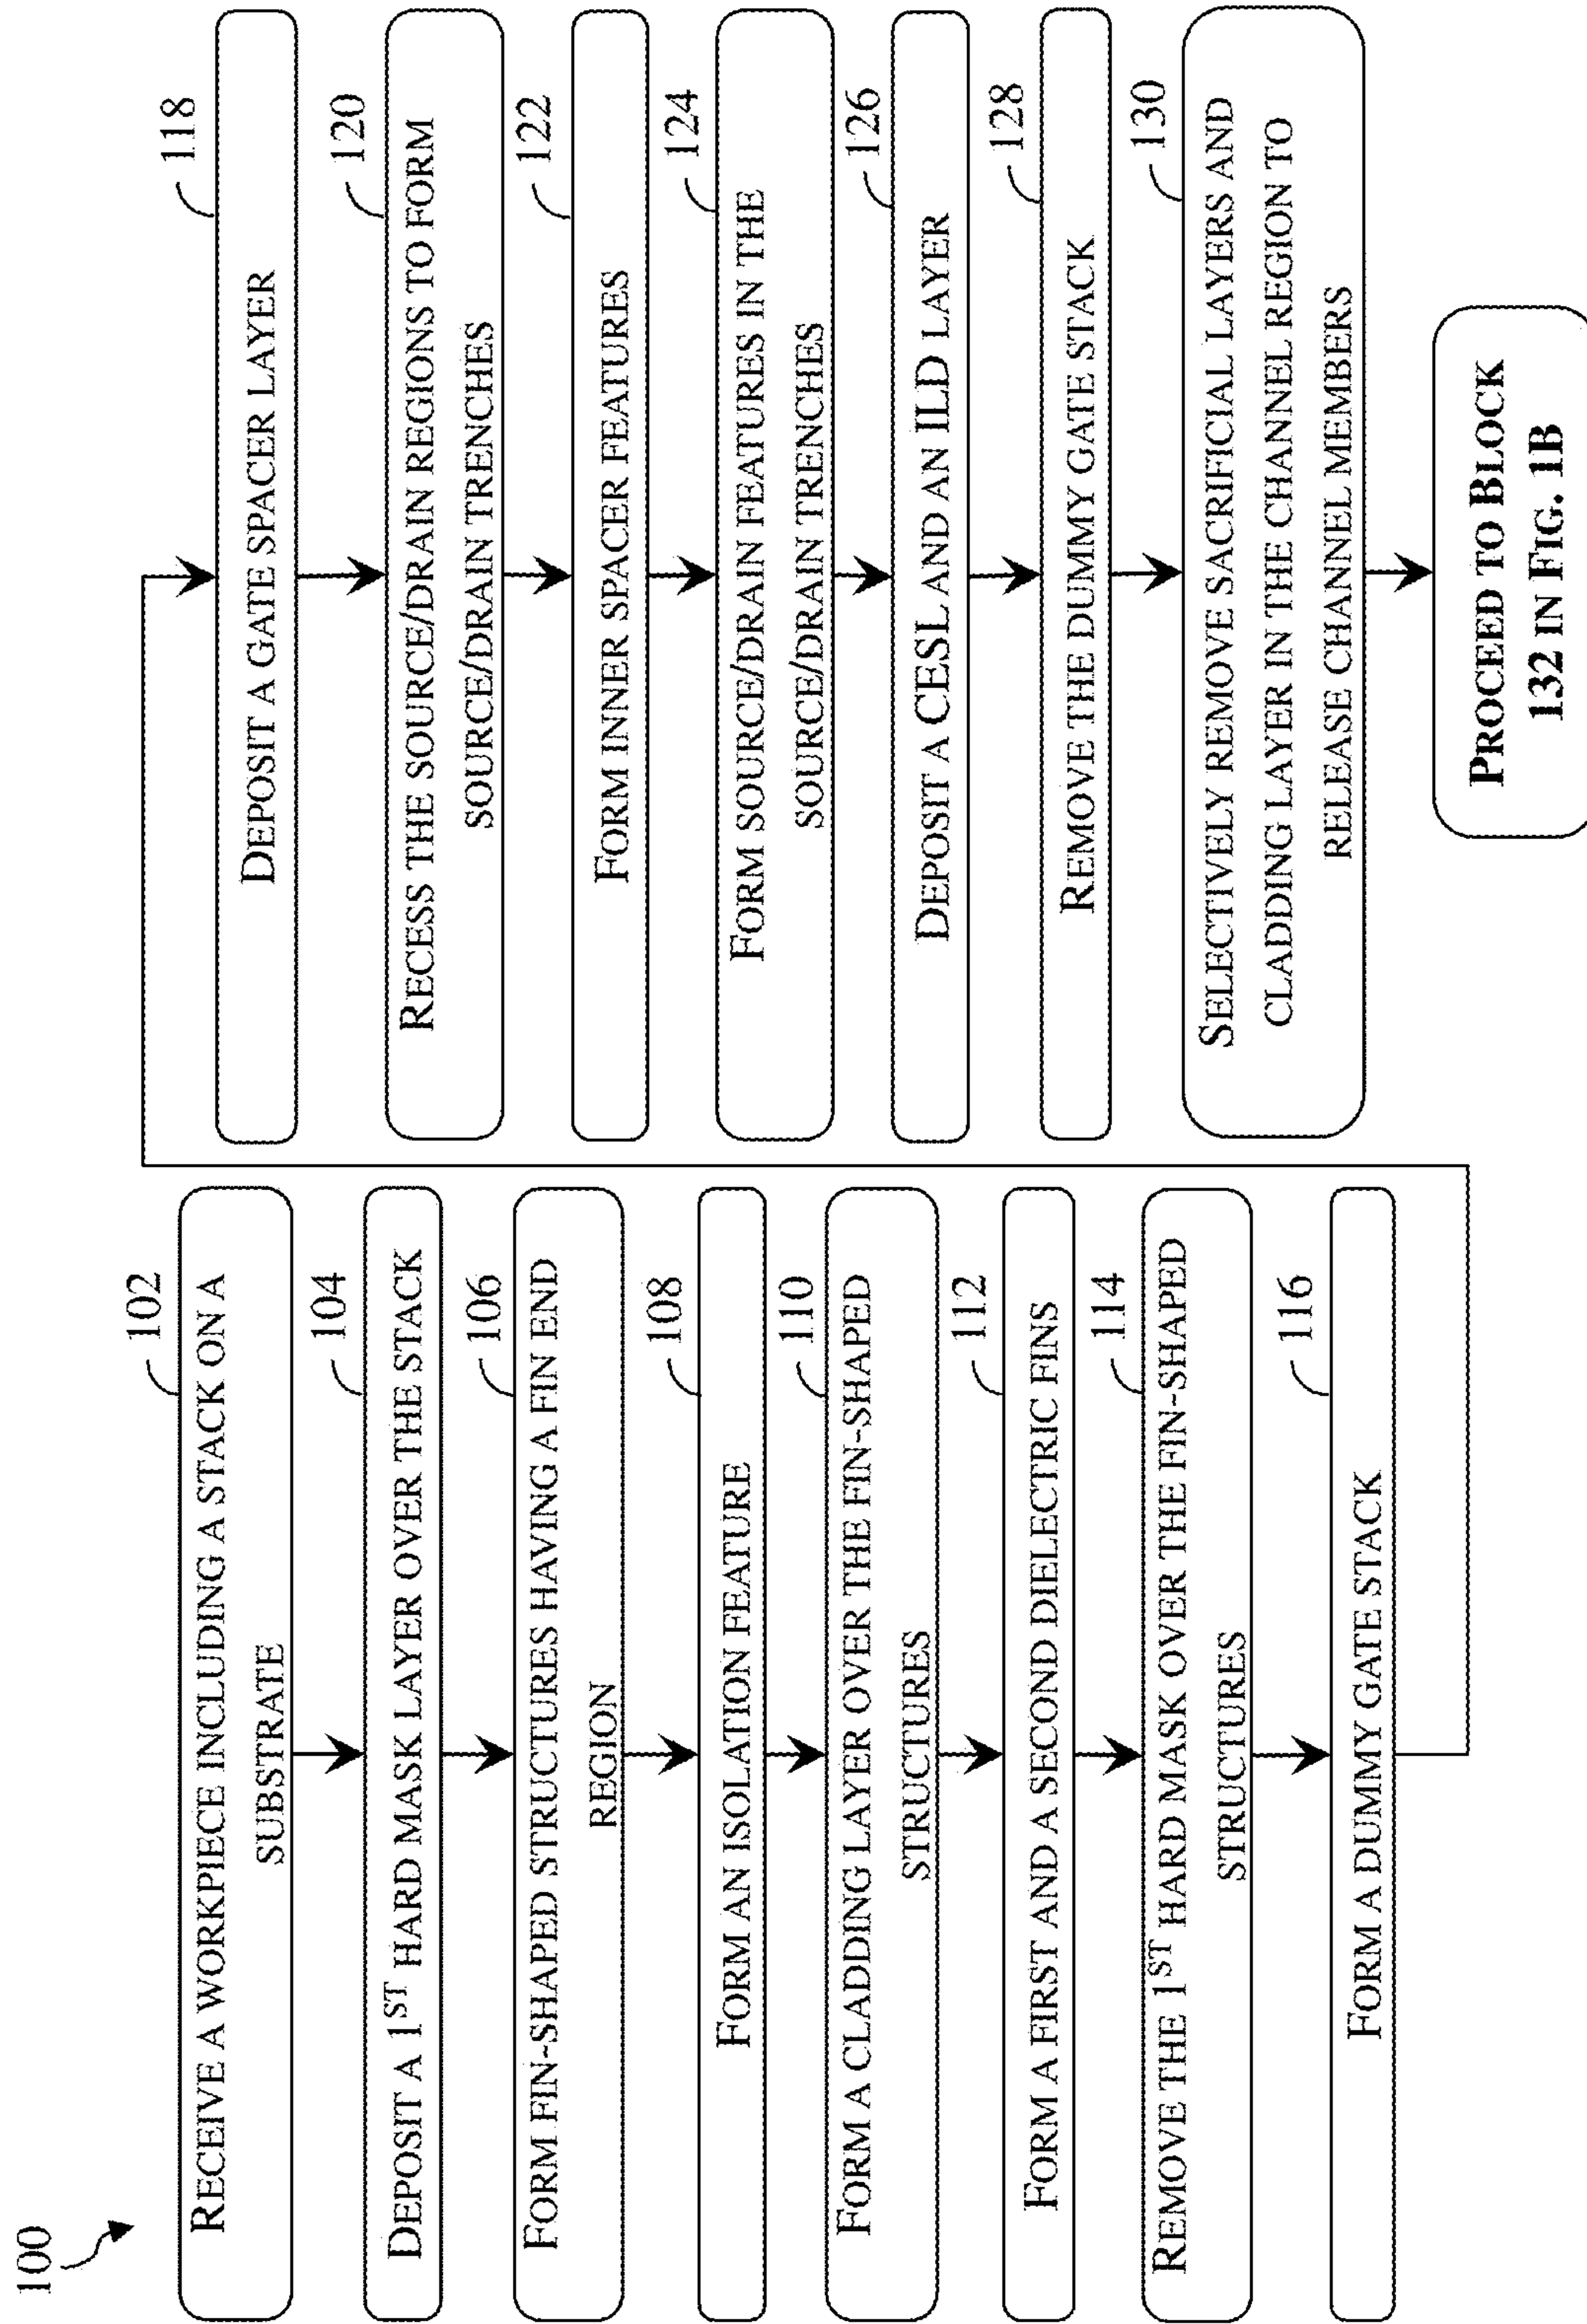 100
102
RECEIVE A WORKPIECE INCLUDING A STACK ON A
SUBSTRATE
104
DEPOSIT A 1ST HARD MASK LAYER OVER THE STACK
106
FORM FIN-SHAPED STRUCTURES HAVING A FIN END
REGION
108
FORM AN ISOLATION FEATURE
110
FORM A CLADDING LAYER OVER THE FIN-SHAPED
STRUCTURES
112
FORM A FIRST AND A SECOND DIELECTRIC FINS
114
REMOVE THE 1ST HARD MASK OVER THE FIN-SHAPED
STRUCTURES
116
FORM A DUMMY GATE STACK
118
DEPOSIT A GATE SPACER LAYER
120
RECESS THE SOURCE/DRAIN REGIONS TO FORM
SOURCE/DRAIN TRENCHES
122
FORM INNER SPACER FEATURES
124
FORM SOURCE/DRAIN FEATURES IN THE
SOURCE/DRAIN TRENCHES
126
DEPOSIT A CESL AND AN ILD LAYER
128
REMOVE THE DUMMY GATE STACK
130
SELECTIVELY REMOVE SACRIFICIAL LAYERS AND
CLADDING LAYER IN THE CHANNEL REGION TO
RELEASE CHANNEL MEMBERS
PROCEED TO BLOCK
132 IN FIG. 1B